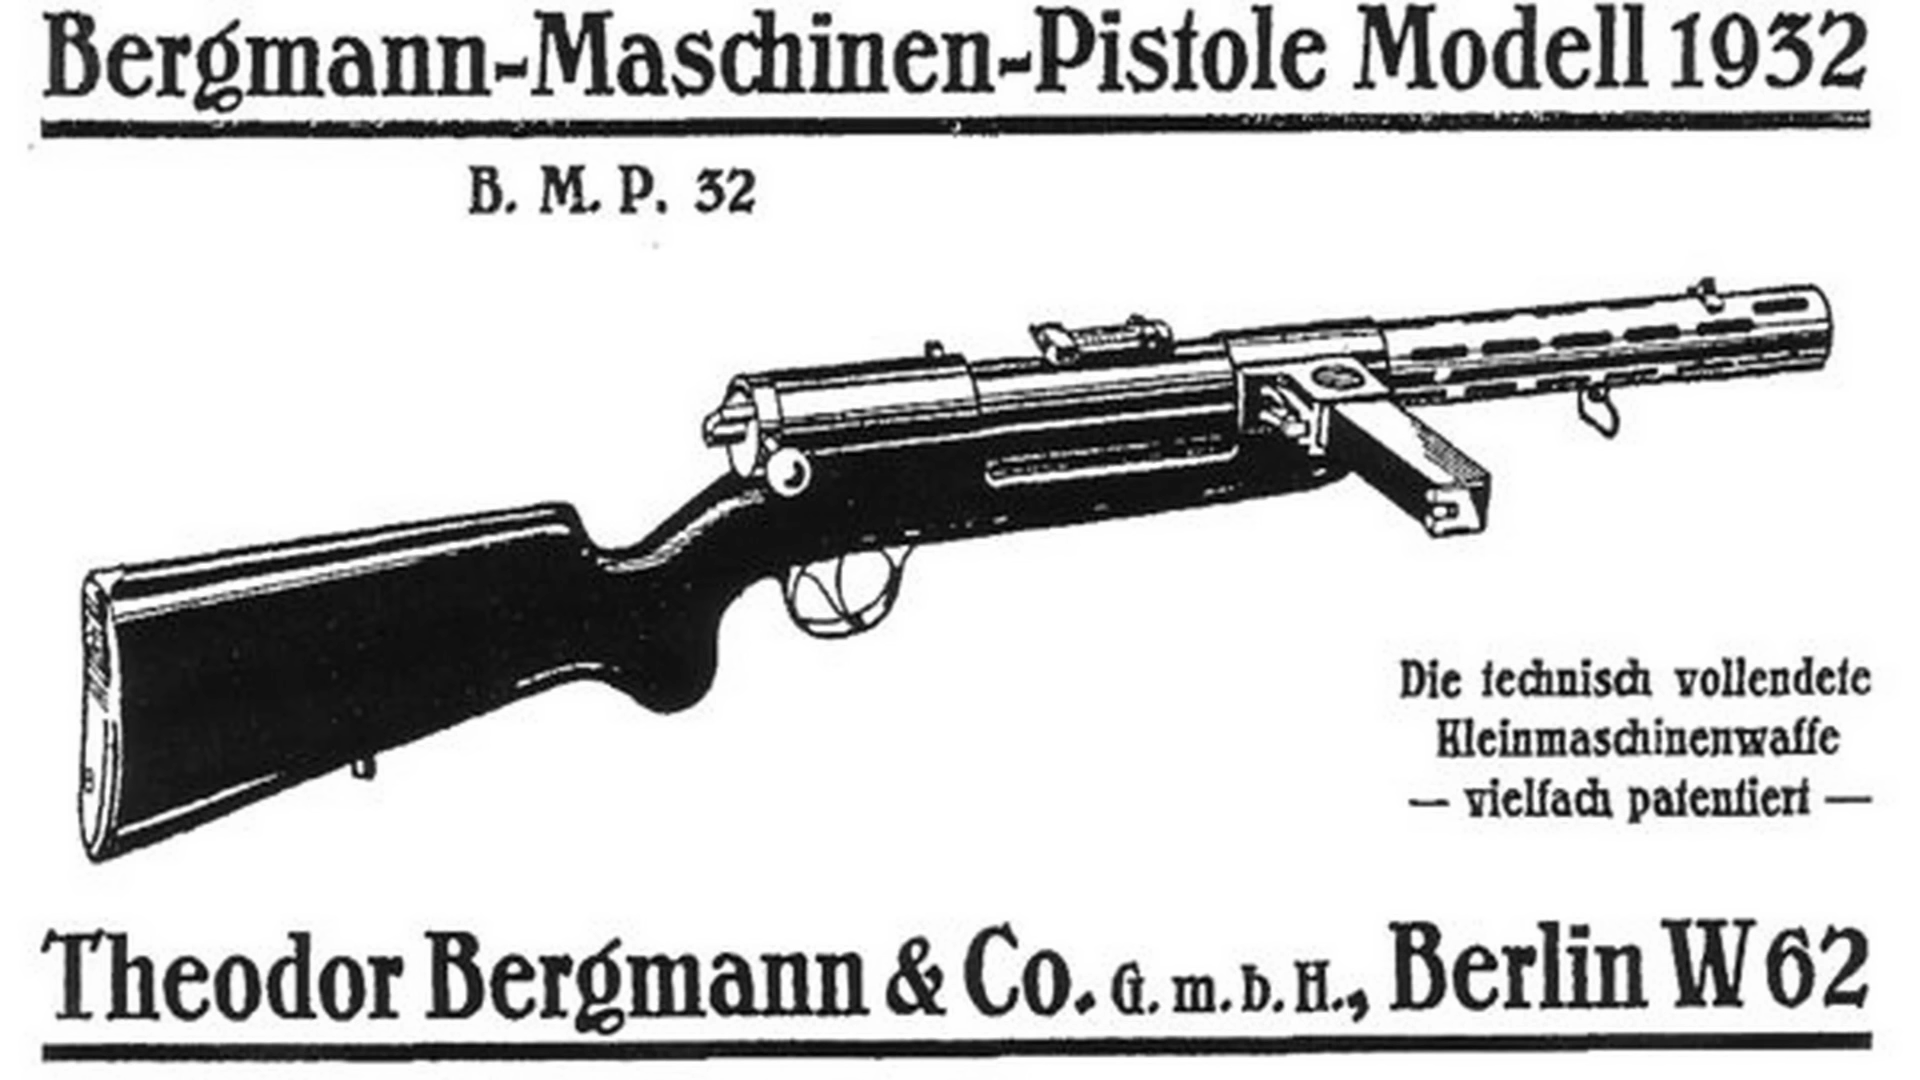 Bergmann-Maschinen-Pistole Modell 1932
B. M. P. 32
Die technisch vollendete
Kleinmaschinenwaffe
— vielfach patentiert —
Theodor Bergmann & Co. G. m. b. H., Berlin W 62